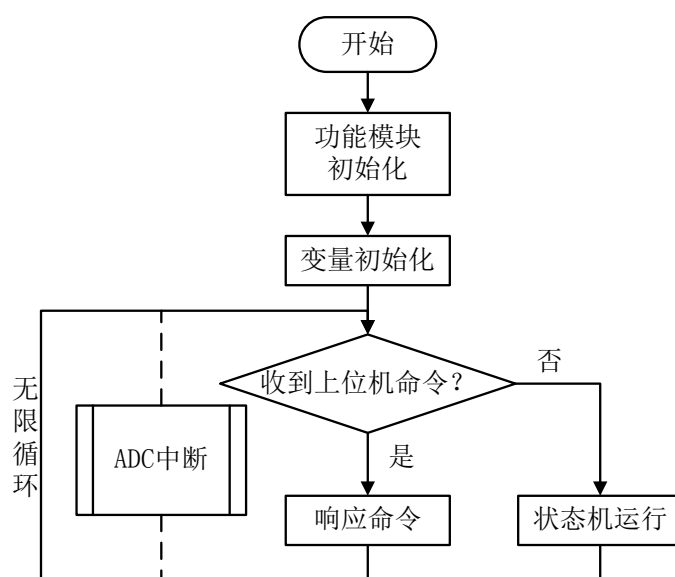 开始
功能模块
初始化
变量初始化
收到上位机命令？
否
无限循环
ADC中断
是
响应命令
状态机运行